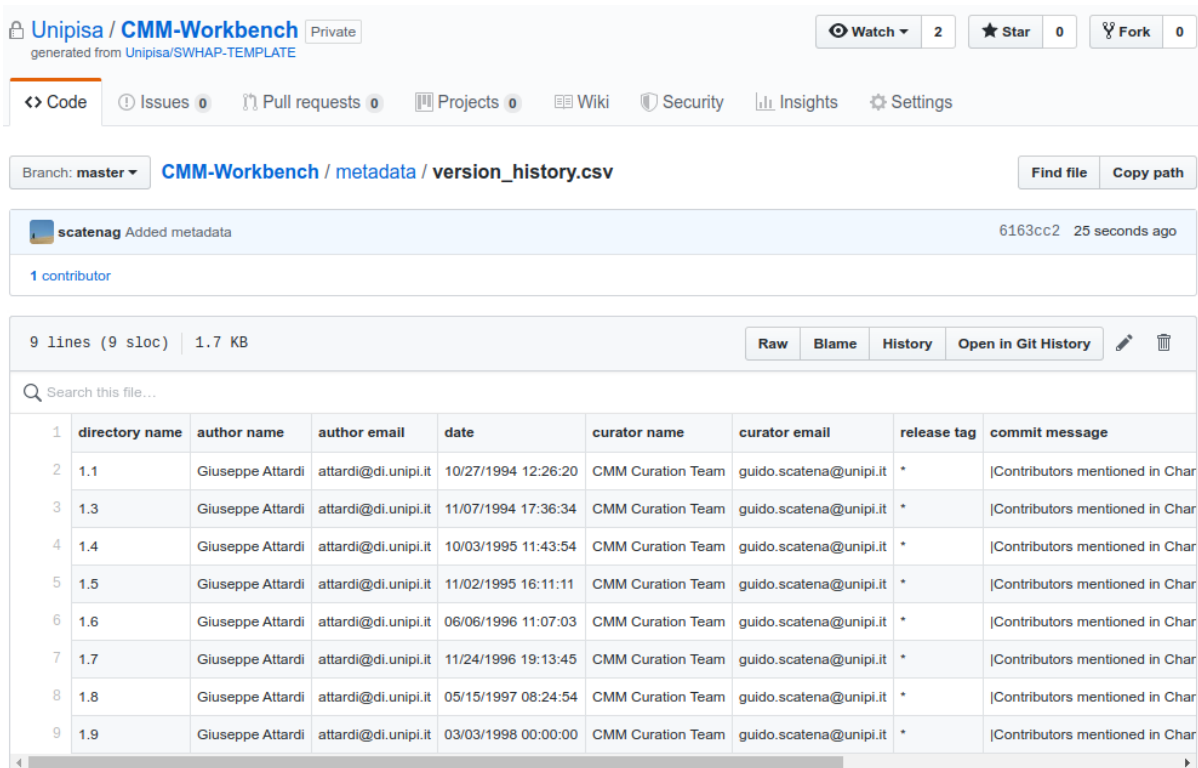 Unipisa / CMM-Workbench Private Watch 2 Star 0 Fork 0
generated from Unipisa/SWHAP-TEMPLATE
Code Issues 0 Pull requests 0 Projects 0 Wiki Security Insights Settings
Branch: master CMM-Workbench / metadata / version_history.csv Find file Copy path
scatenag Added metadata 6163cc2 25 seconds ago
1 contributor
9 lines (9 sloc) 1.7 KB Raw Blame History Open in Git History
Search this file…
1 directory name author name author email date curator name curator email release tag commit message
2 1.1 Giuseppe Attardi attardi@di.unipi.it 10/27/1994 12:26:20 CMM Curation Team guido.scatena@unipi.it * |Contributors mentioned in Char
3 1.3 Giuseppe Attardi attardi@di.unipi.it 11/07/1994 17:36:34 CMM Curation Team guido.scatena@unipi.it * |Contributors mentioned in Char
4 1.4 Giuseppe Attardi attardi@di.unipi.it 10/03/1995 11:43:54 CMM Curation Team guido.scatena@unipi.it * |Contributors mentioned in Char
5 1.5 Giuseppe Attardi attardi@di.unipi.it 11/02/1995 16:11:11 CMM Curation Team guido.scatena@unipi.it * |Contributors mentioned in Char
6 1.6 Giuseppe Attardi attardi@di.unipi.it 06/06/1996 11:07:03 CMM Curation Team guido.scatena@unipi.it * |Contributors mentioned in Char
7 1.7 Giuseppe Attardi attardi@di.unipi.it 11/24/1996 19:13:45 CMM Curation Team guido.scatena@unipi.it * |Contributors mentioned in Char
8 1.8 Giuseppe Attardi attardi@di.unipi.it 05/15/1997 08:24:54 CMM Curation Team guido.scatena@unipi.it * |Contributors mentioned in Char
9 1.9 Giuseppe Attardi attardi@di.unipi.it 03/03/1998 00:00:00 CMM Curation Team guido.scatena@unipi.it * |Contributors mentioned in Char